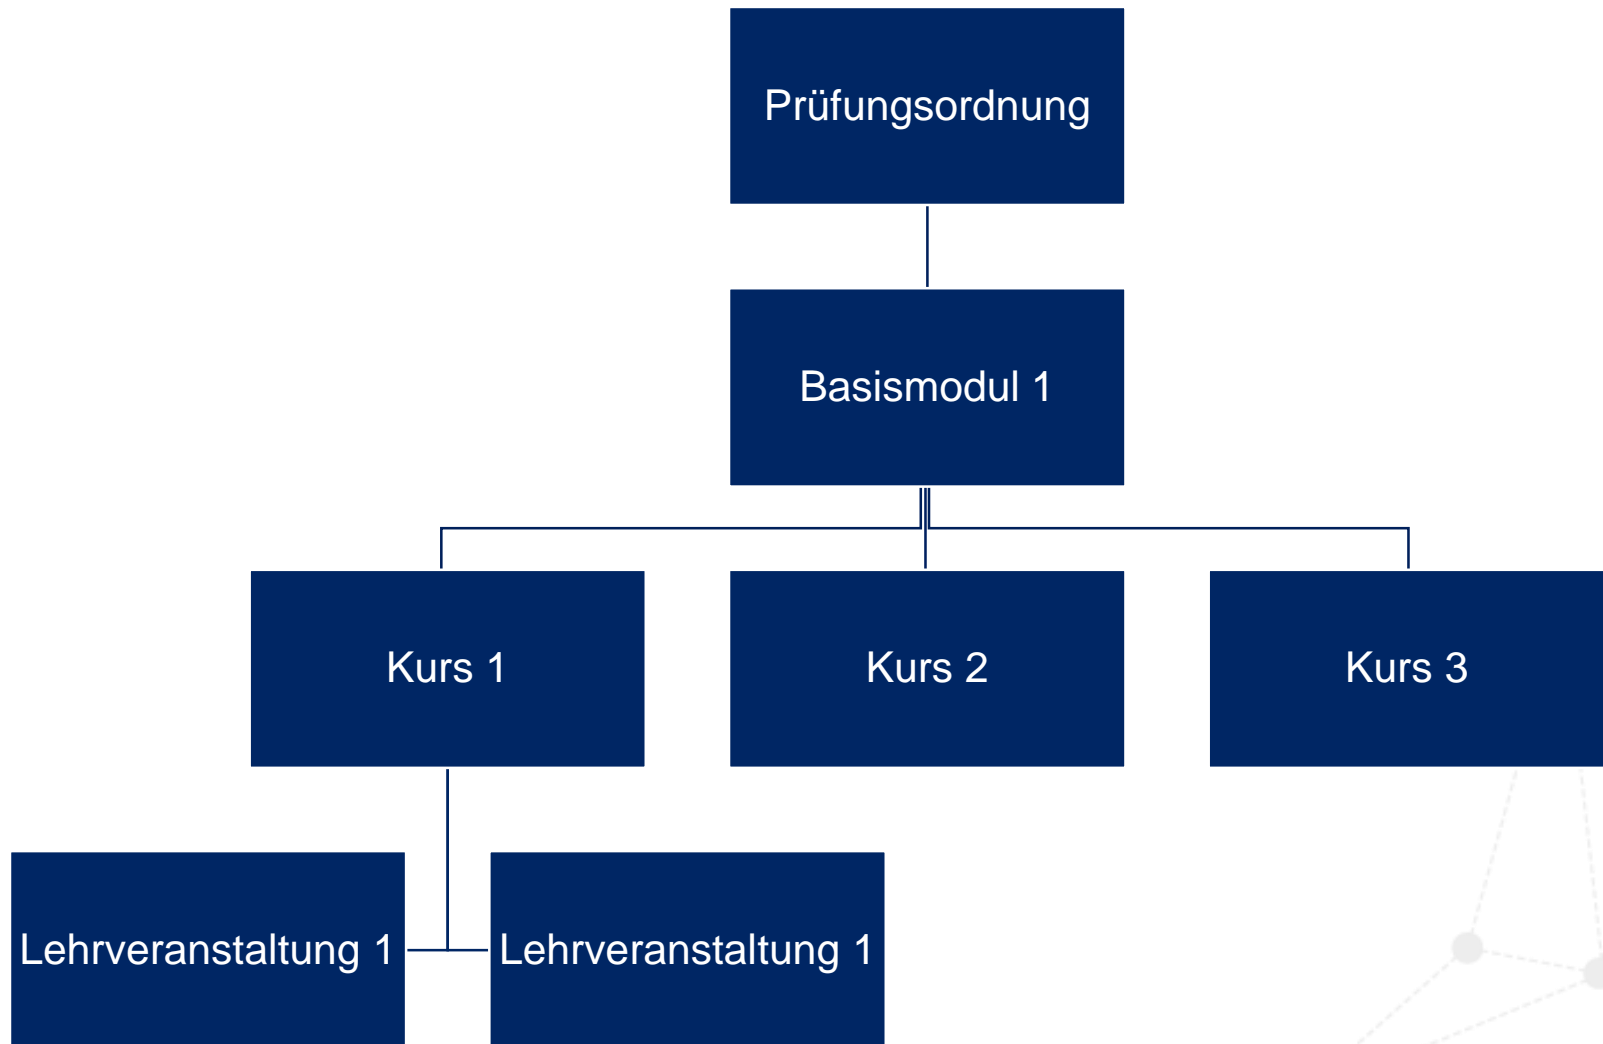 Prüfungsordnung
Basismodul 1
Kurs 1
Kurs 2
Kurs 3
Lehrveranstaltung 1
Lehrveranstaltung 1